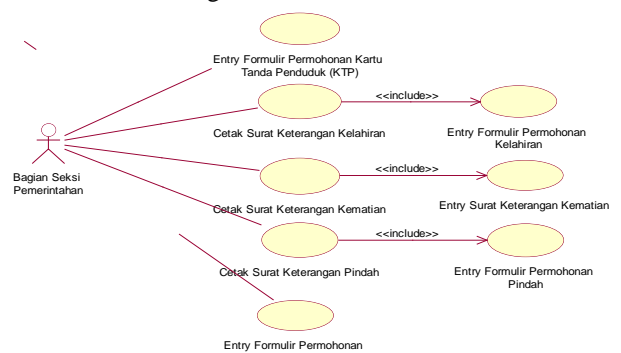 Entry Formulir Permohonan Kartu
Tanda Penduduk (KTP)
<<include>>
Cetak Surat Keterangan Kelahiran
Entry Formulir Permohonan
Kelahiran
Bagian Seksi
Pemerintahan
<<include>>
Cetak Surat Keterangan Kematian
Entry Surat Keterangan Kematian
<<include>>
Cetak Surat Keterangan Pindah
Entry Formulir Permohonan
Pindah
Entry Formulir Permohonan